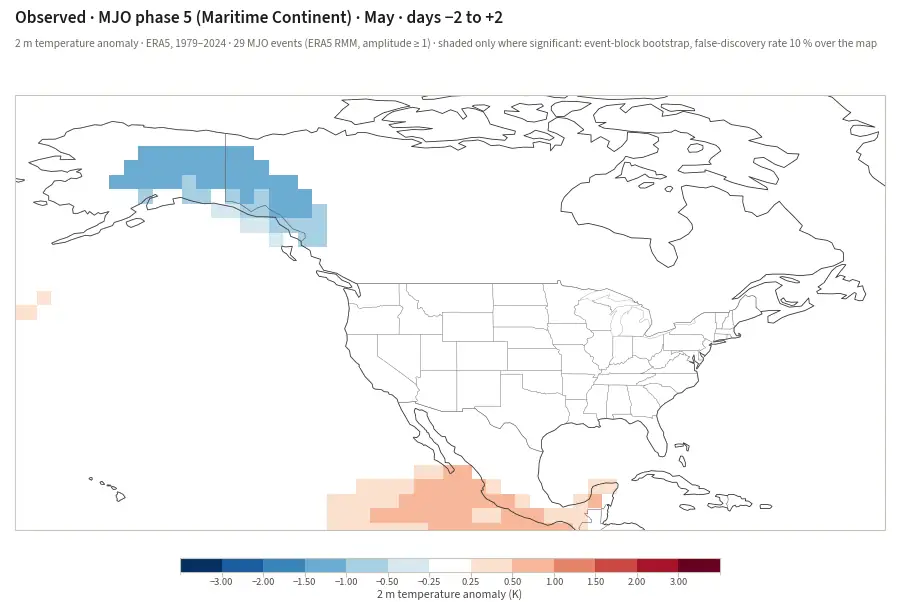 Observed · MJO phase 5 (Maritime Continent) · May · days −2 to +2
2 m temperature anomaly · ERA5, 1979–2024 · 29 MJO events (ERA5 RMM, amplitude ≥ 1) · shaded only where significant: event-block bootstrap, false-discovery rate 10 % over the map
−3.00 −2.00 −1.50 −1.00 −0.50 −0.25 0.25 0.50 1.00 1.50 2.00 3.00
2 m temperature anomaly (K)